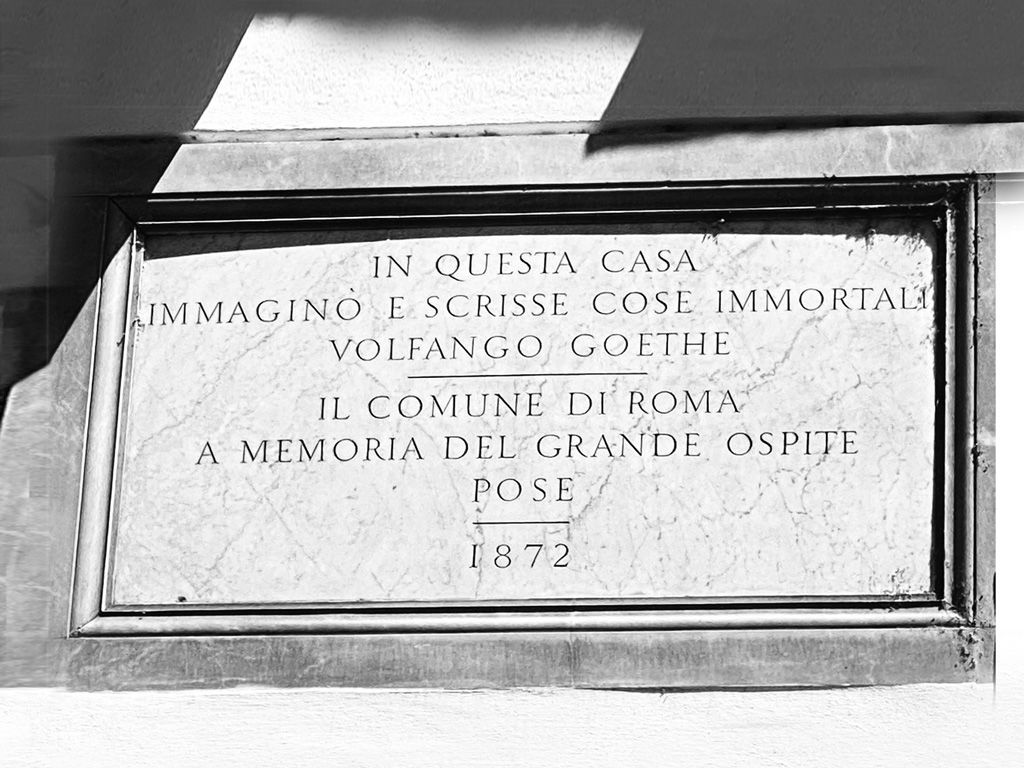 IN QUESTA CASA
IMMAGINÒ E SCRISSE COSE IMMORTALI
VOLFANGO GOETHE
IL COMUNE DI ROMA
A MEMORIA DEL GRANDE OSPITE
POSE
1872